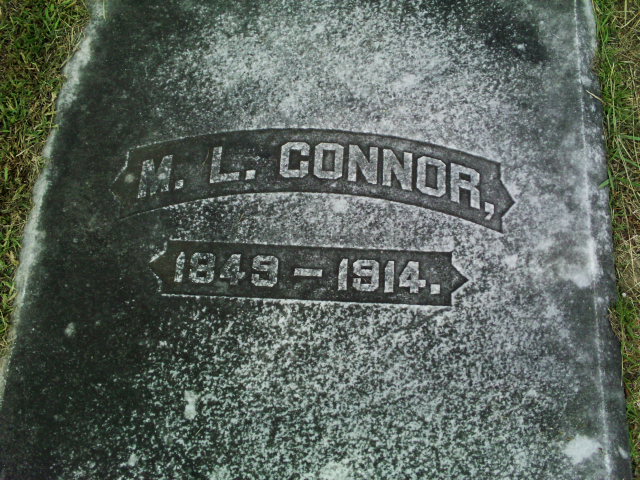 M. L. CONNOR,
1849 – 1914.